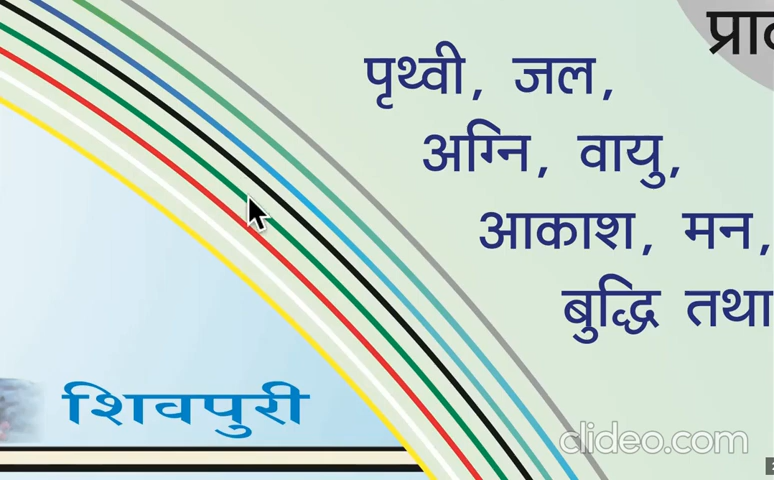 पृथ्वी, जल,
अग्नि, वायु,
आकाश, मन,
बुद्धि तथा
शिवपुरी
clideo.com